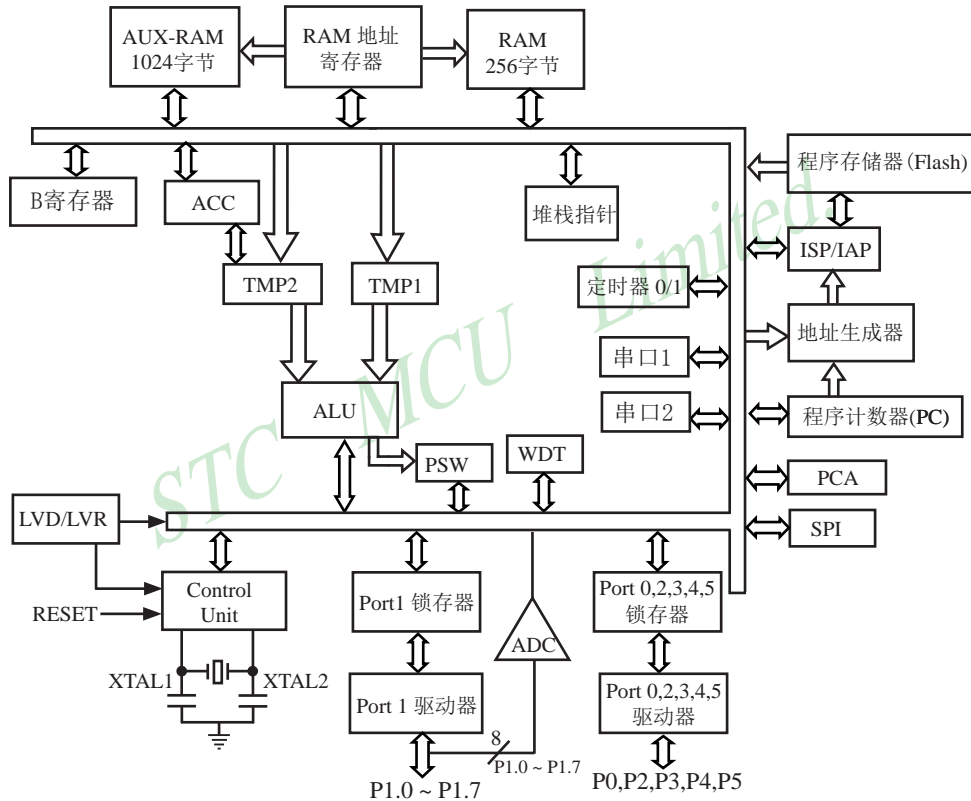 AUX-RAM
1024字节
RAM 地址
寄存器
RAM
256字节
程序存储器(Flash)
B寄存器
ACC
堆栈指针
ISP/IAP
TMP2
TMP1
定时器 0/1
地址生成器
串口1
ALU
串口2
程序计数器(PC)
PSW
WDT
PCA
LVD/LVR
SPI
Control
Unit
RESET
Port1 锁存器
ADC
Port 0,2,3,4,5
锁存器
XTAL1
XTAL2
Port 1 驱动器
Port 0,2,3,4,5
驱动器
8
P1.0 ~ P1.7
P1.0 ~ P1.7
P0,P2,P3,P4,P5
STC MCU Limited.